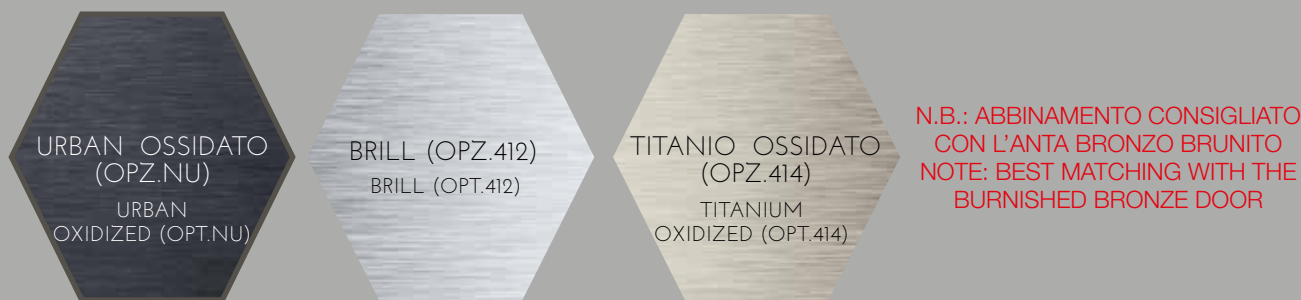 URBAN OSSIDATO
(OPZ.NU)
URBAN
OXIDIZED (OPT.NU)
BRILL (OPZ.412)
BRILL (OPT.412)
TITANIO OSSIDATO
(OPZ.414)
TITANIUM
OXIDIZED (OPT.414)
N.B.: ABBINAMENTO CONSIGLIATO
CON L'ANTA BRONZO BRUNITO
NOTE: BEST MATCHING WITH THE
BURNISHED BRONZE DOOR